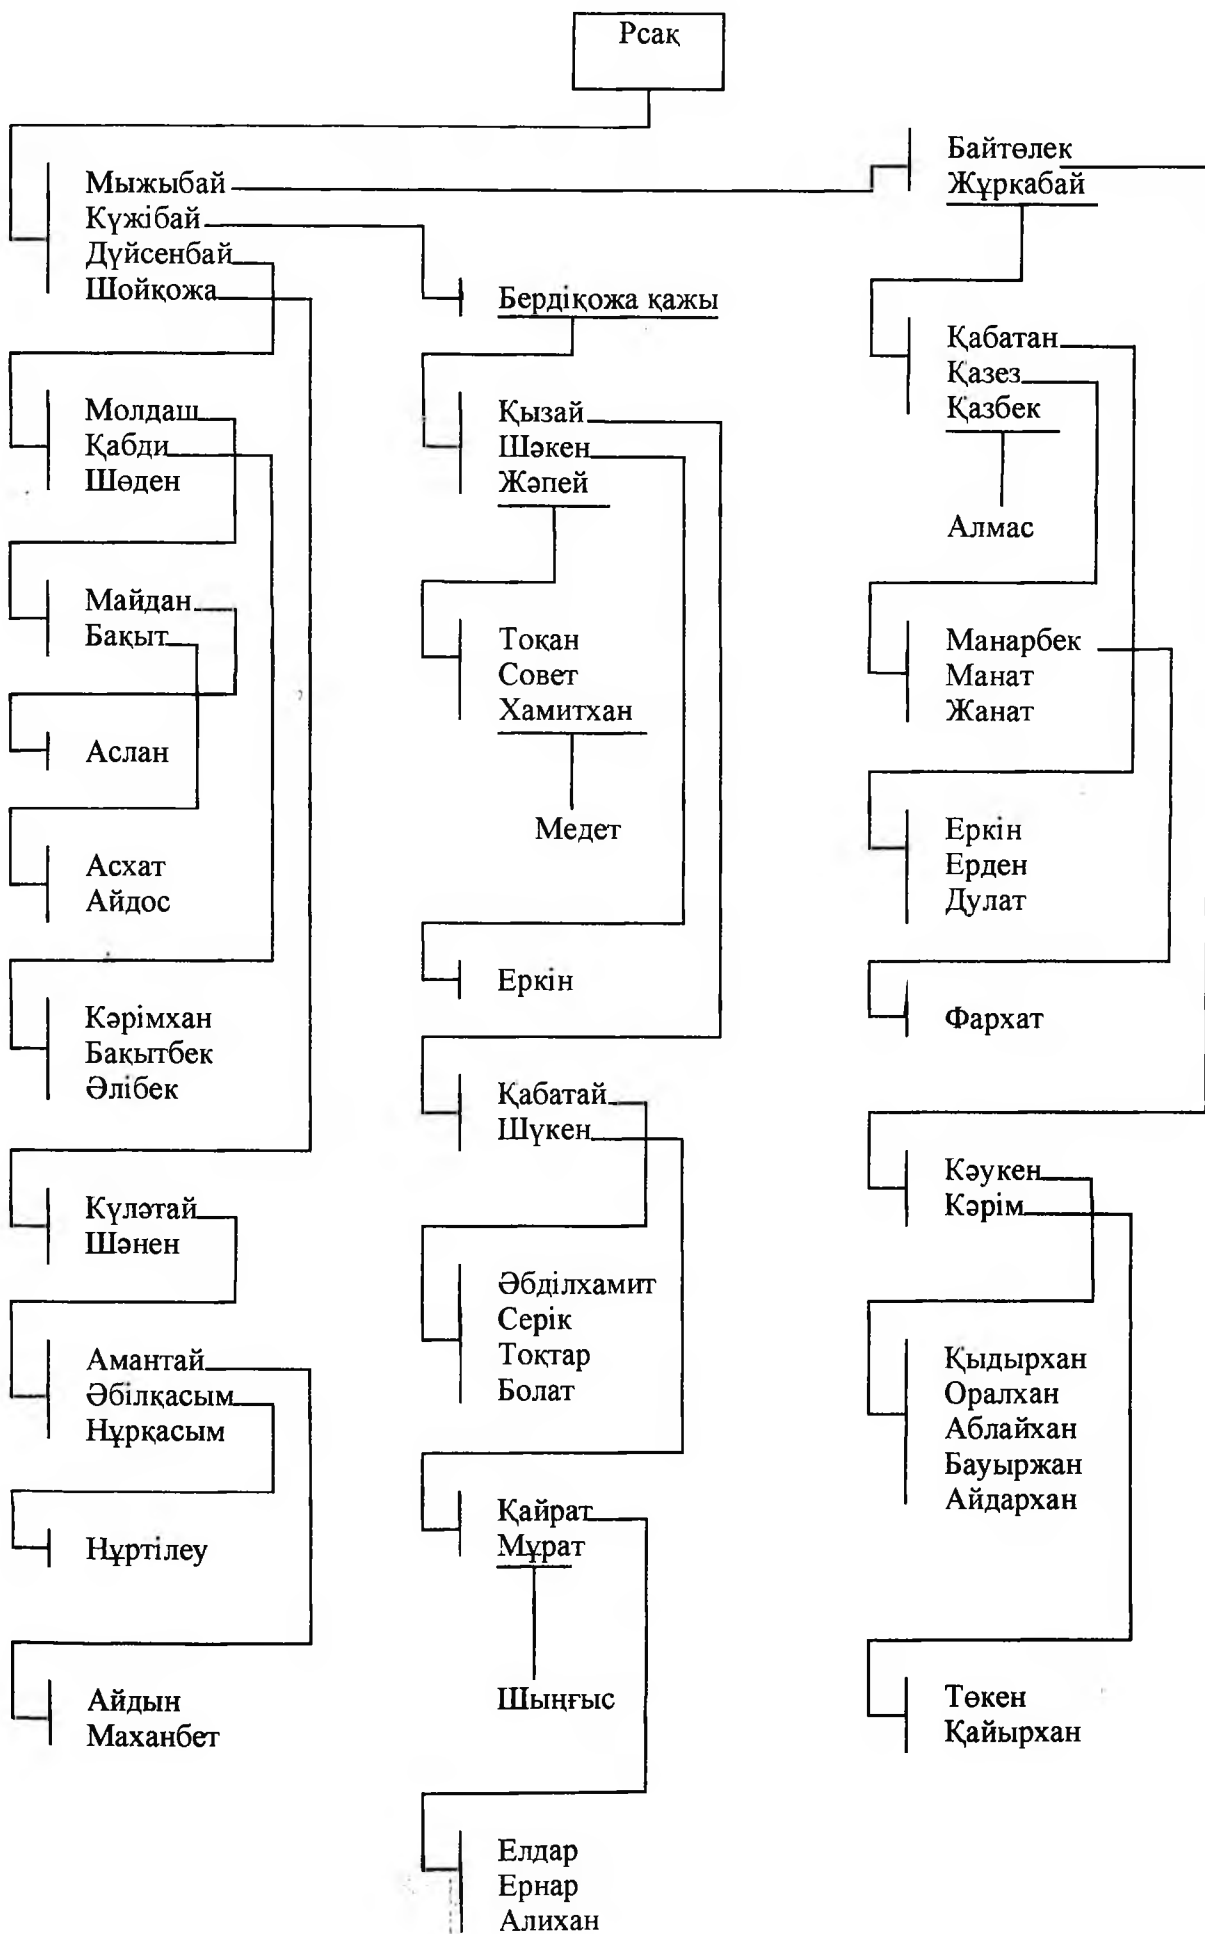 Рсақ
Мыжыбай
Күжібай
Дүйсенбай
Шойқожа
Молдаш
Қабди
Шөден
Майдан
Бақыт
Аслан
Асхат
Айдос
Кәрімхан
Бақытбек
Әлібек
Күләтай
Шәнен
Амантай
Әбілқасым
Нұрқасым
Нұртілеу
Айдын
Маханбет
Бердіқожа қажы
Қызай
Шәкен
Жәпей
Тоқан
Совет
Хамитхан
Медет
Еркін
Қабатай
Шүкен
Әбділхамит
Серік
Тоқтар
Болат
Қайрат
Мұрат
Шыңғыс
Елдар
Ернар
Алихан
Байтөлек
Жұрқабай
Қабатан
Қазез
Қазбек
Алмас
Манарбек
Манат
Жанат
Еркін
Ерден
Дулат
Фархат
Кәукен
Кәрім
Қыдырхан
Оралхан
Аблайхан
Бауыржан
Айдархан
Төкен
Қайырхан